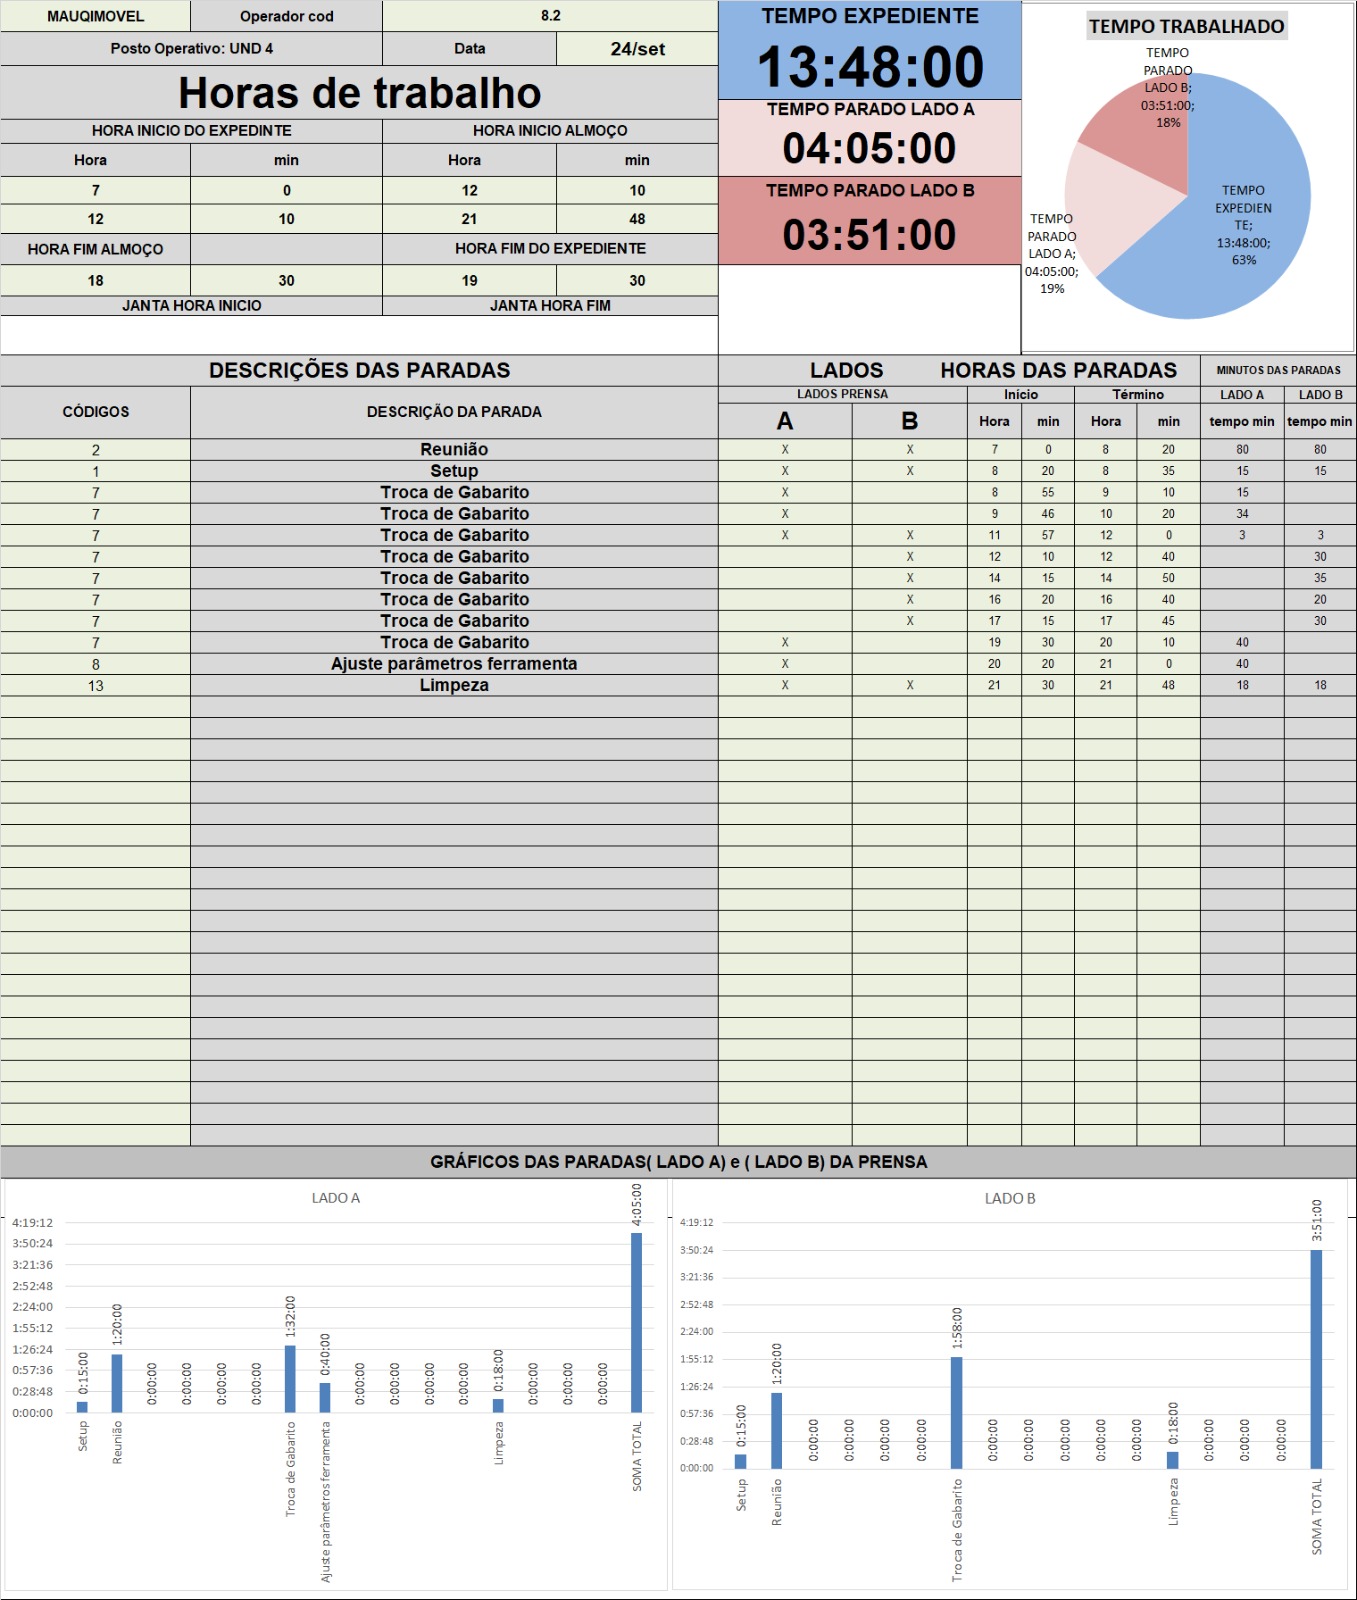 MAUQIMOVEL Operador cod 8.2
Posto Operativo: UND 4 Data 24/set
Horas de trabalho
HORA INICIO DO EXPEDINTE HORA INICIO ALMOÇO
Hora min Hora min
7 0 12 10
12 10 21 48
HORA FIM ALMOÇO HORA FIM DO EXPEDIENTE
18 30 19 30
JANTA HORA INICIO JANTA HORA FIM
TEMPO EXPEDIENTE
13:48:00
TEMPO PARADO LADO A
04:05:00
TEMPO PARADO LADO B
03:51:00
TEMPO TRABALHADO
TEMPO
PARADO
LADO B;
03:51:00;
18%
TEMPO
EXPEDIEN
TE;
13:48:00;
63%
TEMPO
PARADO
LADO A;
04:05:00;
19%
DESCRIÇÕES DAS PARADAS LADOS HORAS DAS PARADAS MINUTOS DAS PARADAS
CÓDIGOS DESCRIÇÃO DA PARADA LADOS PRENSA Início Término LADO A LADO B
A B Hora min Hora min tempo min tempo min
2 Reunião X X 7 0 8 20 80 80
1 Setup X X 8 20 8 35 15 15
7 Troca de Gabarito X 8 55 9 10 15
7 Troca de Gabarito X 9 46 10 20 34
7 Troca de Gabarito X X 11 57 12 0 3 3
7 Troca de Gabarito X 12 10 12 40 30
7 Troca de Gabarito X 14 15 14 50 35
7 Troca de Gabarito X 16 20 16 40 20
7 Troca de Gabarito X 17 15 17 45 30
7 Troca de Gabarito X 19 30 20 10 40
8 Ajuste parâmetros ferramenta X 20 20 21 0 40
13 Limpeza X X 21 30 21 48 18 18
GRÁFICOS DAS PARADAS( LADO A) e ( LADO B) DA PRENSA
LADO A
4:19:12
3:50:24
3:21:36
2:52:48
2:24:00
1:55:12
1:26:24
0:57:36
0:28:48
0:00:00
0:15:00 1:20:00 0:00:00 0:00:00 0:00:00 0:00:00 1:32:00 0:40:00 0:00:00 0:00:00 0:00:00 0:00:00 0:18:00 0:00:00 0:00:00 0:00:00 4:05:00
Setup Reunião Troca de Gabarito Ajuste parâmetros ferramenta Limpeza SOMA TOTAL
LADO B
4:19:12
3:50:24
3:21:36
2:52:48
2:24:00
1:55:12
1:26:24
0:57:36
0:28:48
0:00:00
0:15:00 1:20:00 0:00:00 0:00:00 0:00:00 0:00:00 1:58:00 0:00:00 0:00:00 0:00:00 0:00:00 0:00:00 0:18:00 0:00:00 0:00:00 0:00:00 3:51:00
Setup Reunião Troca de Gabarito Limpeza SOMA TOTAL